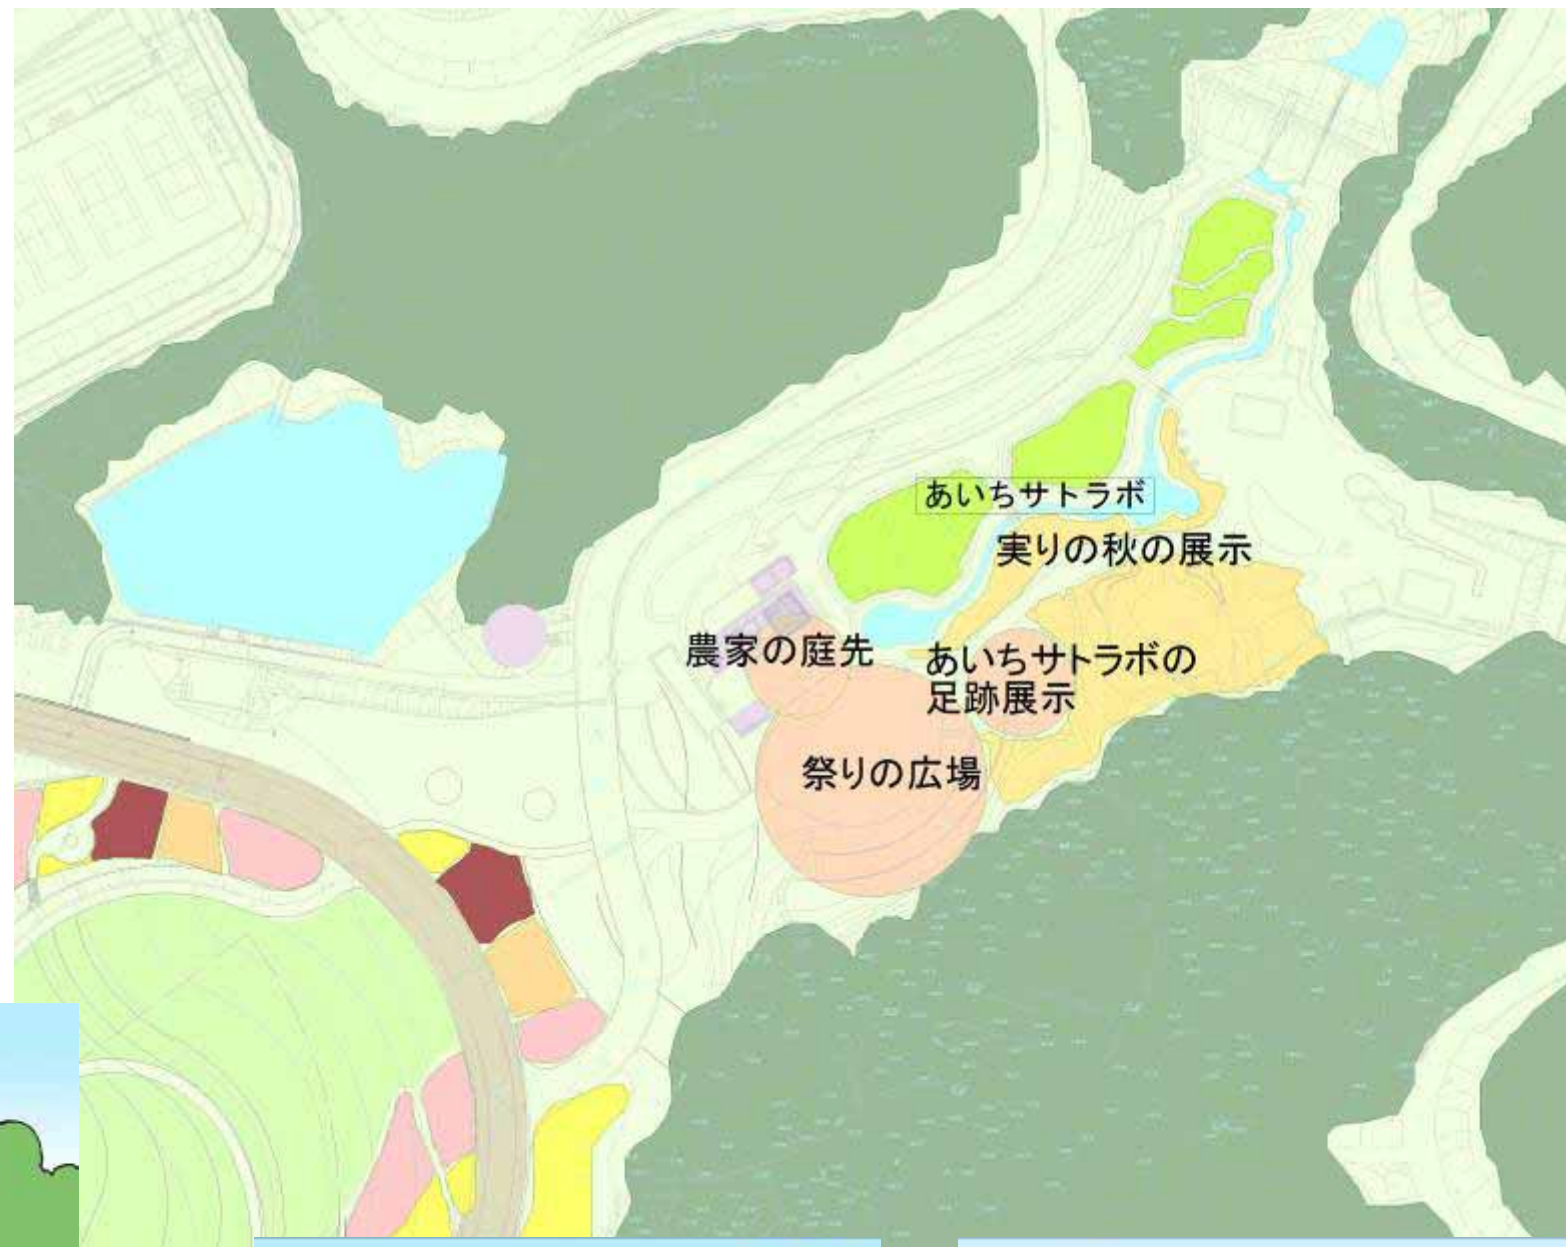 あいちサトラボ
実りの秋の展示
農家の庭先
あいちサトラボの
足跡展示
祭りの広場